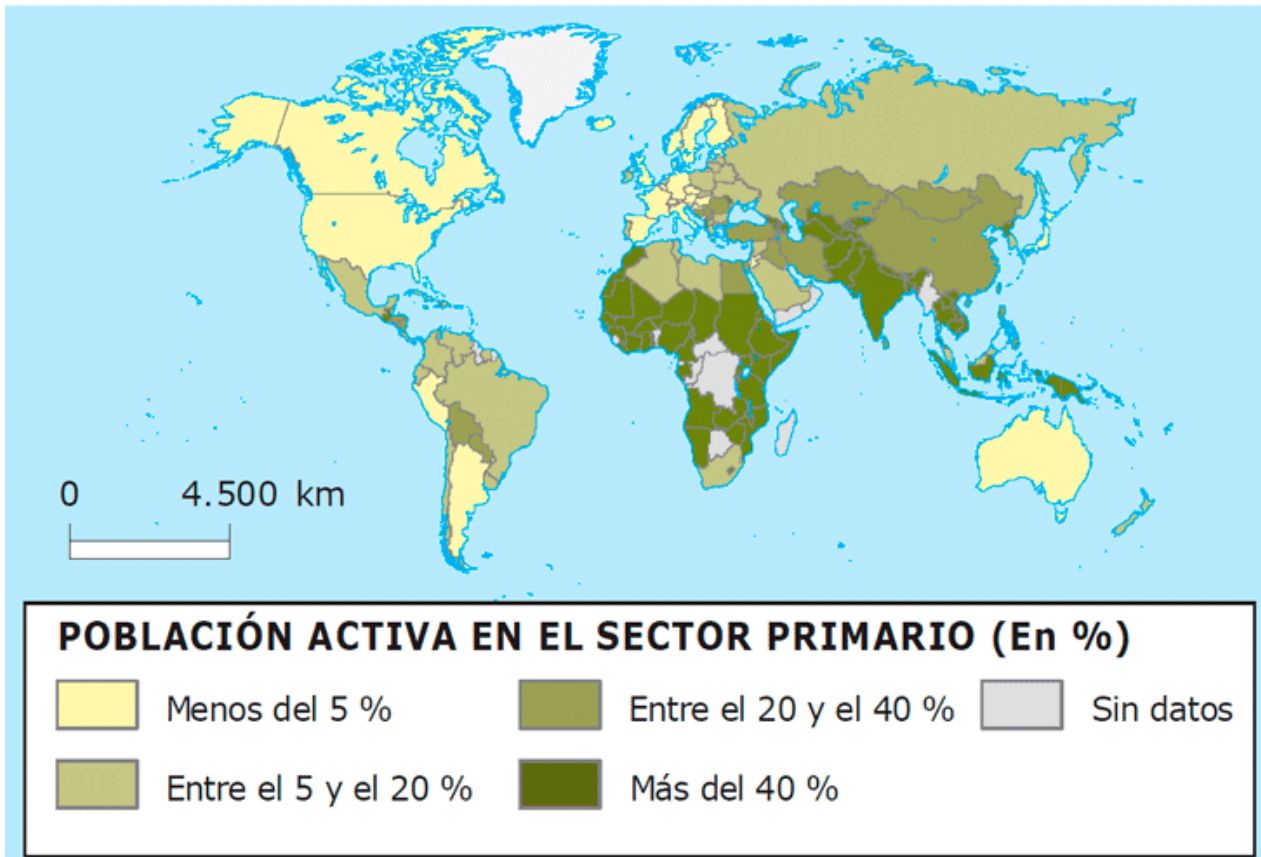 0 4.500 km
POBLACIÓN ACTIVA EN EL SECTOR PRIMARIO (En %)
Menos del 5 %
Entre el 20 y el 40 %
Sin datos
Entre el 5 y el 20 %
Más del 40 %